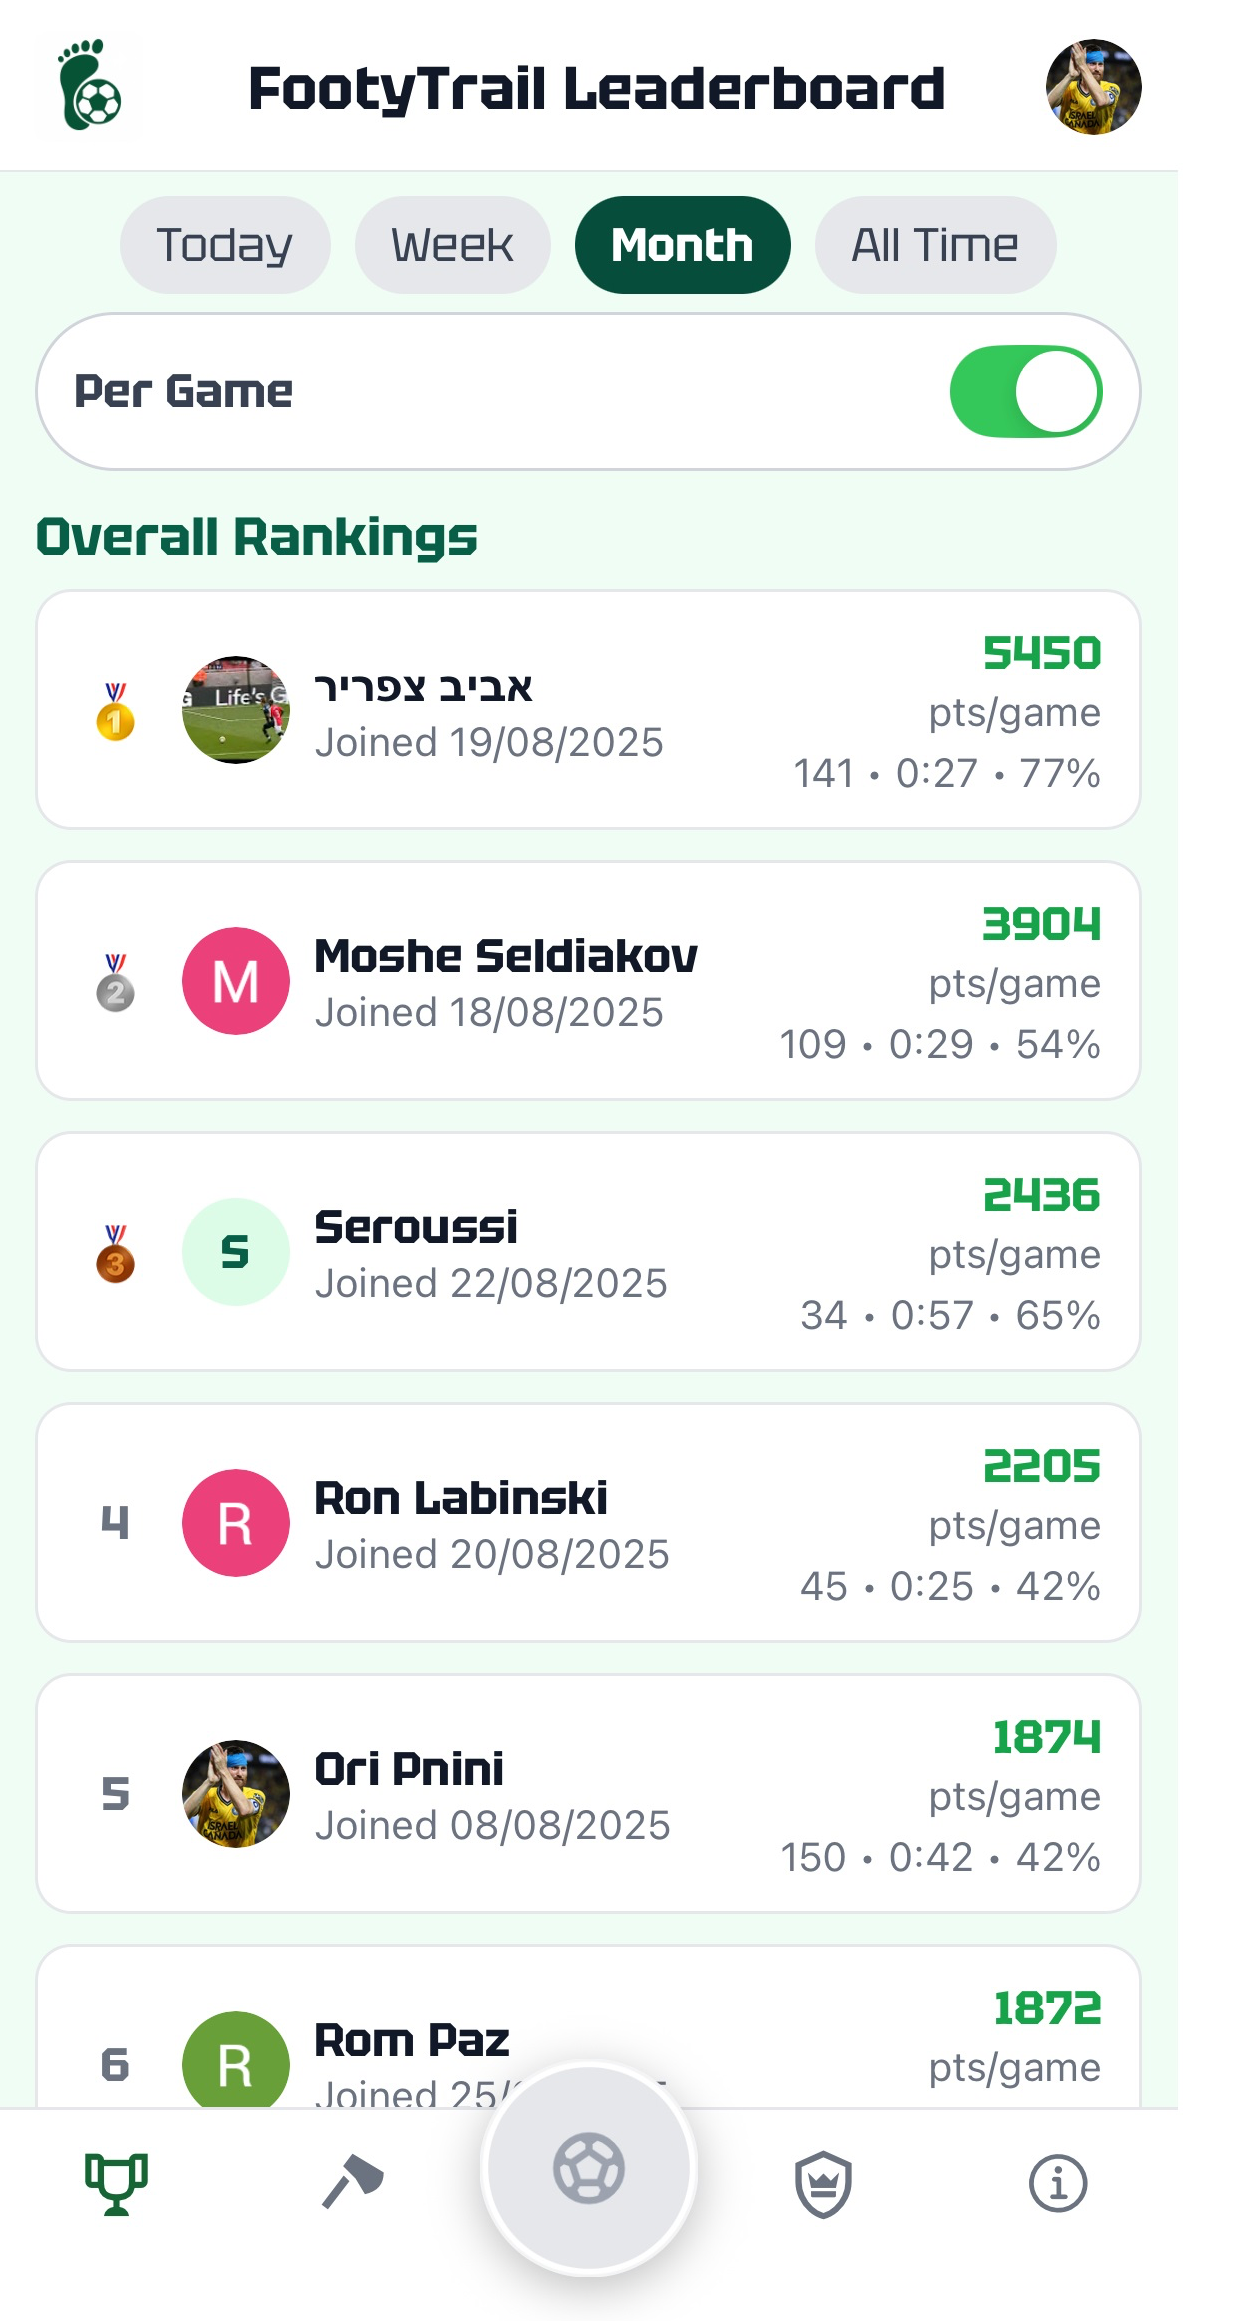 FootyTrail Leaderboard
Today Week Month All Time
Per Game
Overall Rankings
1
Life's G
אביב צפריר
Joined 19/08/2025
5450
pts/game
141 • 0:27 • 77%
2
M
Moshe Seldiakov
Joined 18/08/2025
3904
pts/game
109 • 0:29 • 54%
3
S
Seroussi
Joined 22/08/2025
2436
pts/game
34 • 0:57 • 65%
4
R
Ron Labinski
Joined 20/08/2025
2205
pts/game
45 • 0:25 • 42%
5
ISRAEL
CANADA
Ori Pnini
Joined 08/08/2025
1874
pts/game
150 • 0:42 • 42%
6
R
Rom Paz
Joined 25/
1872
pts/game